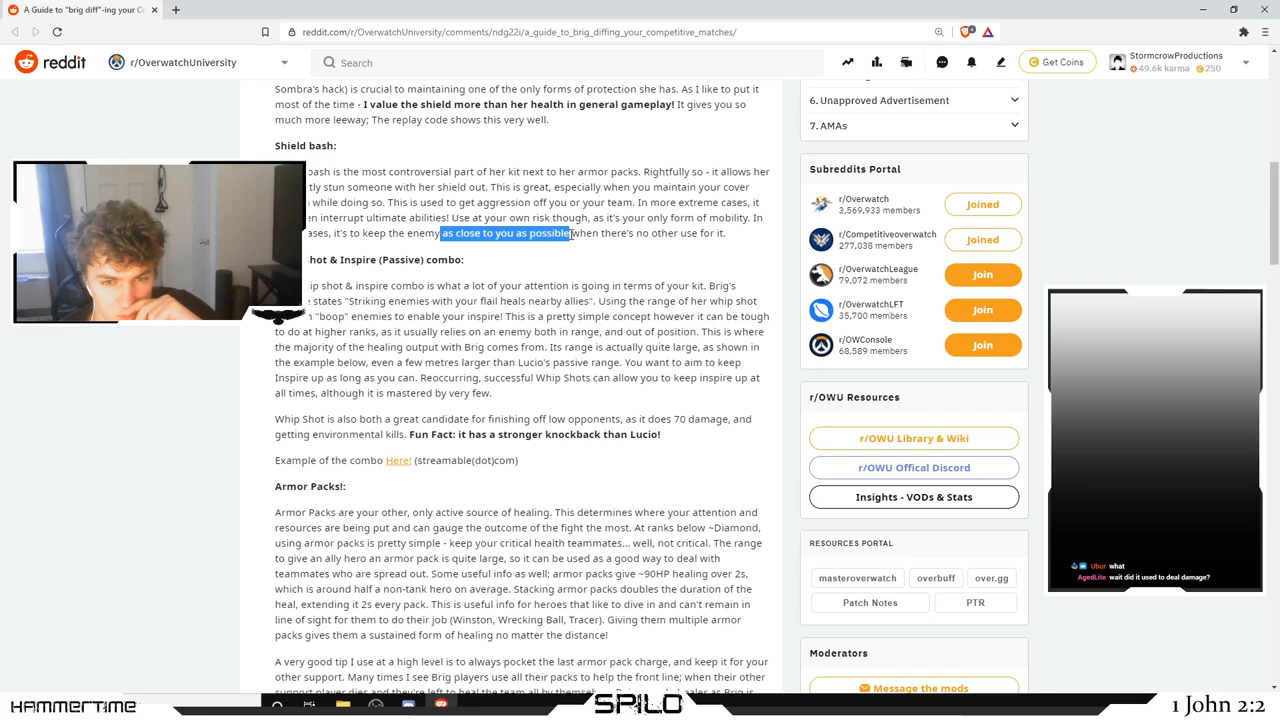 A Guide to "brig diff"-ing your C
reddit.com/r/OverwatchUniversity/comments/ndg22i/a_guide_to_brig_diffing_your_competitive_matches/
4
reddit
r/OverwatchUniversity
Search
Get Coins
StormcrowProductions
49.6k karma
250
Sombra's hack) is crucial to maintaining one of the only forms of protection she has. As I like to put it
most of the time - I value the shield more than her health in general gameplay! It gives you so
much more leeway; The replay code shows this very well.
Shield bash:
bash is the most controversial part of her kit next to her armor packs. Rightfully so - it allows her
tly stun someone with her shield out. This is great, especially when you maintain your cover
while doing so. This is used to get aggression off you or your team. In more extreme cases, it
en interrupt ultimate abilities! Use at your own risk though, as it's your only form of mobility. In
ases, it's to keep the enemy as close to you as possible when there's no other use for it.
hot & Inspire (Passive) combo:
ip shot & inspire combo is what a lot of your attention is going in terms of your kit. Brig's
e states "Striking enemies with your flail heals nearby allies". Using the range of her whip shot
n "boop" enemies to enable your inspire! This is a pretty simple concept however it can be tough
to do at higher ranks, as it usually relies on an enemy both in range, and out of position. This is where
the majority of the healing output with Brig comes from. Its range is actually quite large, as shown in
the example below, even a few metres larger than Lucio's passive range. You want to aim to keep
Inspire up as long as you can. Reoccurring, successful Whip Shots can allow you to keep inspire up at
all times, although it is mastered by very few.
Whip Shot is also both a great candidate for finishing off low opponents, as it does 70 damage, and
getting environmental kills. Fun Fact: it has a stronger knockback than Lucio!
Example of the combo Here! (streamable(dot)com)
Armor Packs!:
Armor Packs are your other, only active source of healing. This determines where your attention and
resources are being put and can gauge the outcome of the fight the most. At ranks below ~Diamond,
using armor packs is pretty simple - keep your critical health teammates... well, not critical. The range
to give an ally hero an armor pack is quite large, so it can be used as a good way to deal with
teammates who are spread out. Some useful info as well; armor packs give ~90HP healing over 2s,
which is around half a non-tank hero on average. Stacking armor packs doubles the duration of the
heal, extending it 2s every pack. This is useful info for heroes that like to dive in and can't remain in
line of sight for them to do their job (Winston, Wrecking Ball, Tracer). Giving them multiple armor
packs gives them a sustained form of healing no matter the distance!
A very good tip I use at a high level is to always pocket the last armor pack charge, and keep it for your
other support. Many times I see Brig players use all their packs to help the front line; when their other
6. Unapproved Advertisement
7. AMAs
Subreddits Portal
r/Overwatch
3,569,933 members
Joined
r/Competitiveoverwatch
277,038 members
Joined
r/OverwatchLeague
79,072 members
Join
r/OverwatchLFT
35,700 members
Join
r/OWConsole
68,589 members
Join
r/OWU Resources
r/OWU Library & Wiki
r/OWU Offical Discord
Insights - VODs & Stats
RESOURCES PORTAL
masteroverwatch
overbuff
over.gg
Patch Notes
PTR
Moderators
Message the mods
Ubur what
AgedLite wait did it used to deal damage?
HAMMERTIME
SPILO
1 John 2:2